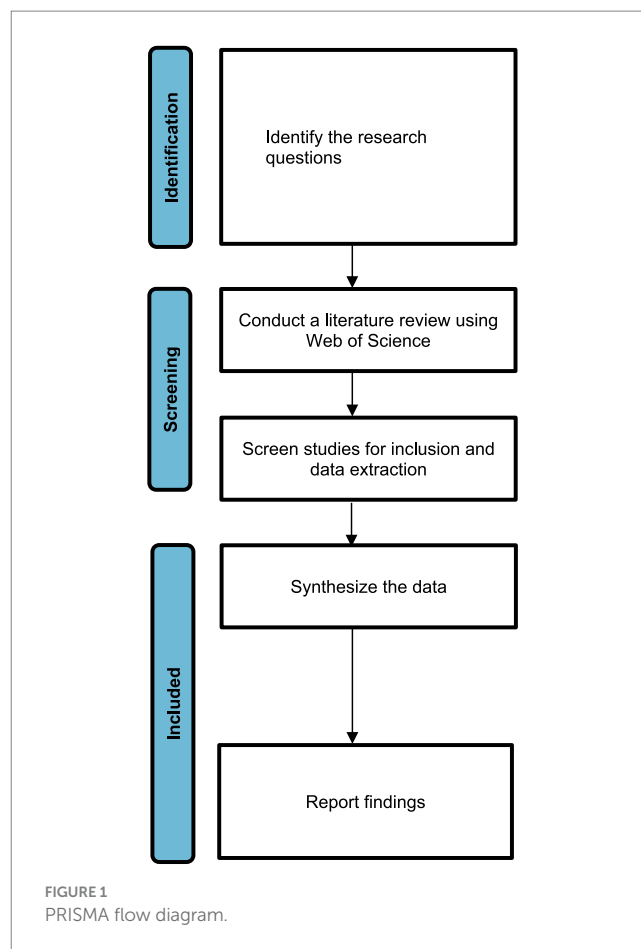 Identification
Identify the research
questions
Screening
Conduct a literature review using
Web of Science
Screen studies for inclusion and
data extraction
Included
Synthesize the data
Report findings
FIGURE 1
PRISMA flow diagram.